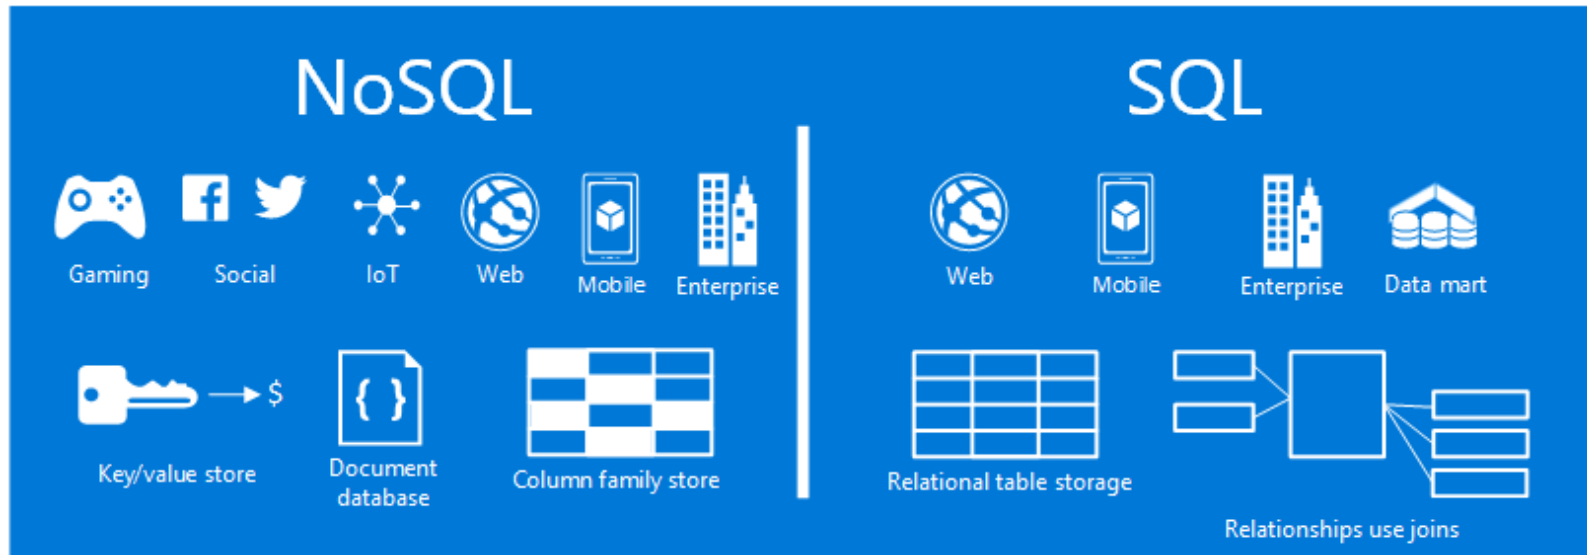 NoSQL
SQL
Gaming
Social
IoT
Web
Mobile
Enterprise
Web
Mobile
Enterprise
Data mart
$
{ }
Key/value store
Document
database
Column family store
Relational table storage
Relationships use joins